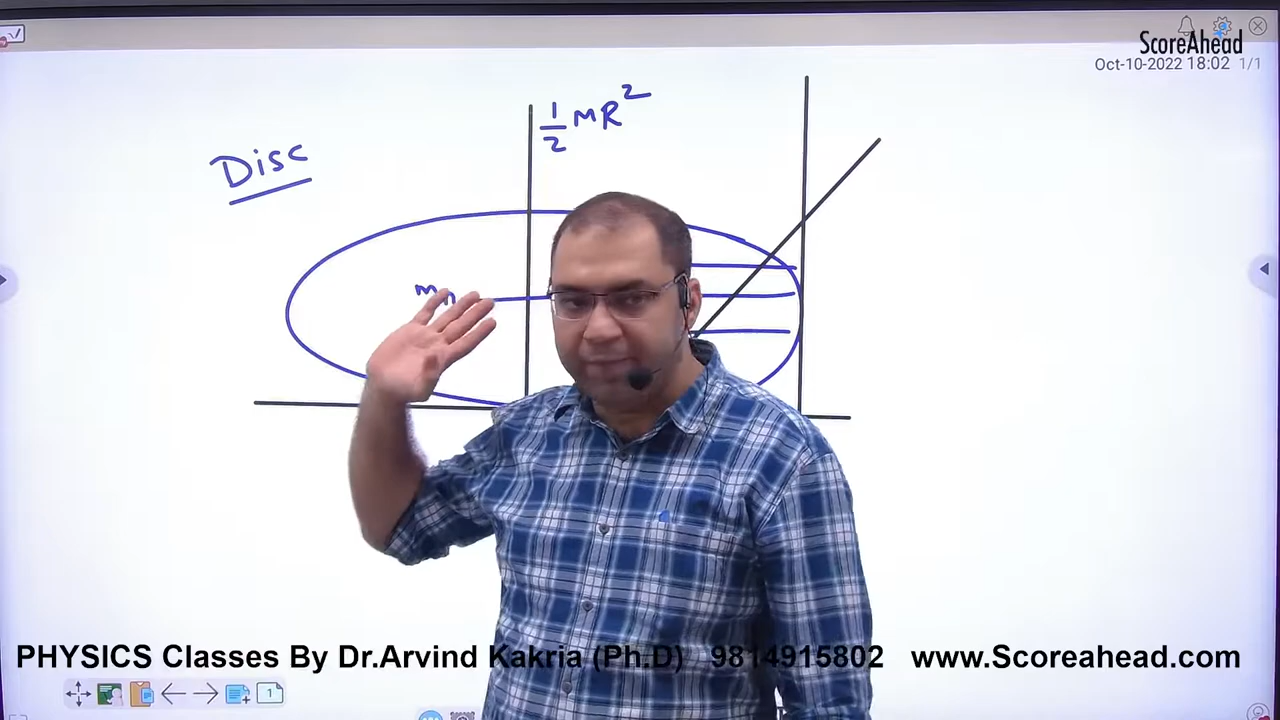 ScoreAhead
Oct-10-2022 18:02 1/1
1/2 MR²
Disc
PHYSICS Classes By Dr.Arvind Kakria (Ph.D) 9814915802 www.Scoreahead.com
1